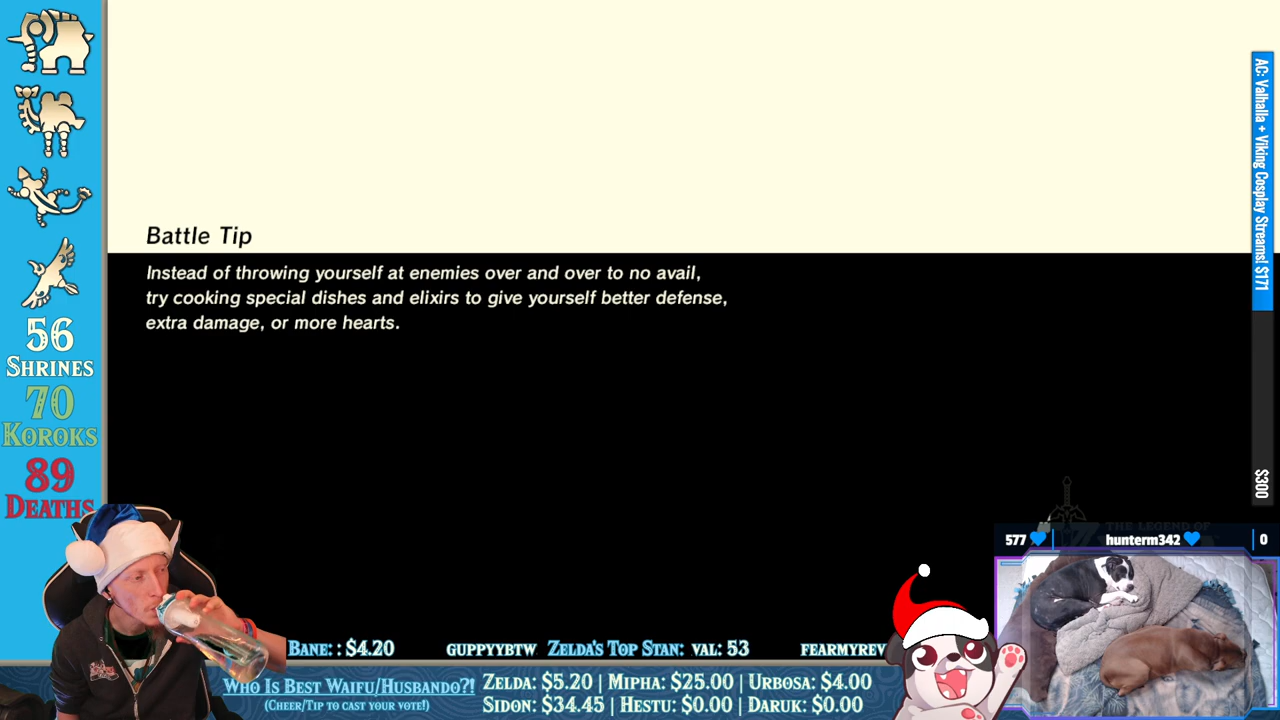 Battle Tip
Instead of throwing yourself at enemies over and over to no avail,
try cooking special dishes and elixirs to give yourself better defense,
extra damage, or more hearts.
56
SHRINES
70
KOROKS
89
DEATHS
AC: Valhalla + Viking Cosplay Streams! $171
$300
THE LEGEND OF
577
hunterm342
0
BANE: : $4.20
GUPPYYBTW
ZELDA'S TOP STAN: VAL: 53
FEARMYREV
WHO IS BEST WAIFU/HUSBANDO?!
(CHEER/TIP TO CAST YOUR VOTE!)
ZELDA: $5.20 | MIPHA: $25.00 | URBOSA: $4.00
SIDON: $34.45 | HESTU: $0.00 | DARUK: $0.00